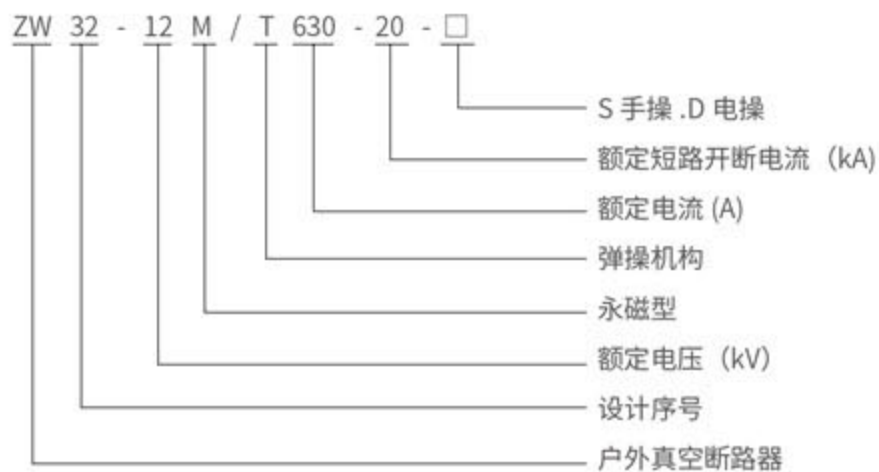 ZW 32 - 12 M / T 630 - 20 - □
S 手操 .D 电操
额定短路开断电流（kA)
额定电流 (A)
弹操机构
永磁型
额定电压（kV）
设计序号
户外真空断路器